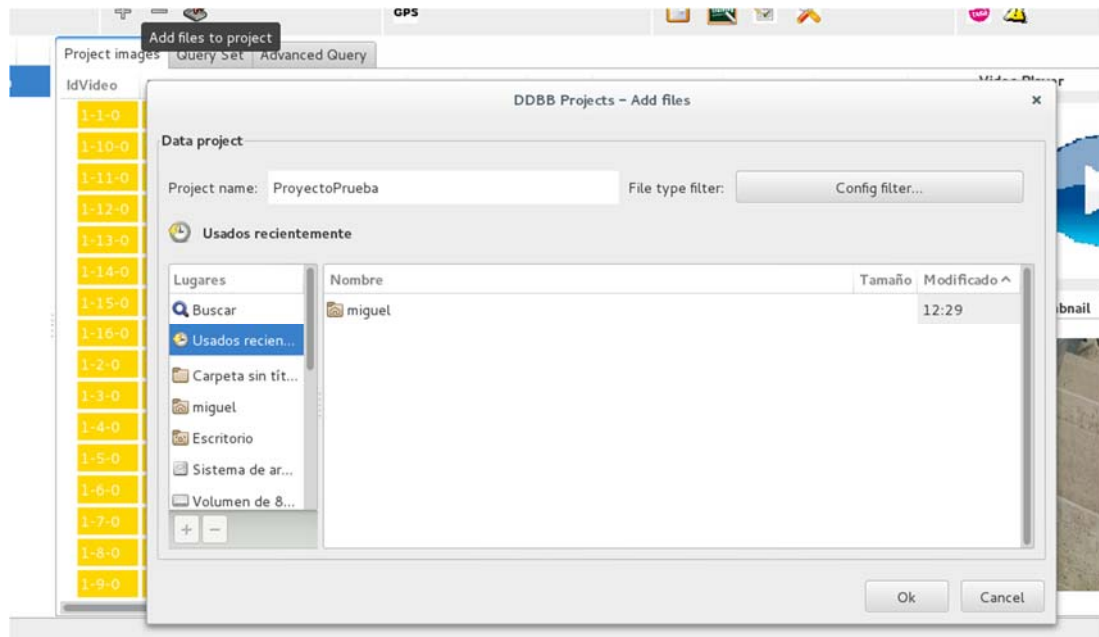 GPS
Add files to project
Project images Query Set Advanced Query
IdVideo
DDBB Projects – Add files
1-1-0
Data project
1-10-0
1-11-0
Project name: ProyectoPrueba File type filter: Config filter...
1-12-0
1-13-0
Usados recientemente
1-14-0
Lugares Nombre Tamaño Modificado
1-15-0
Buscar miguel 12:29
bnail
1-16-0
Usados recien...
1-2-0
Carpeta sin tít...
1-3-0
miguel
1-4-0
Escritorio
1-5-0
Sistema de ar...
1-6-0
Volumen de 8...
1-7-0
1-8-0
1-9-0
Ok Cancel